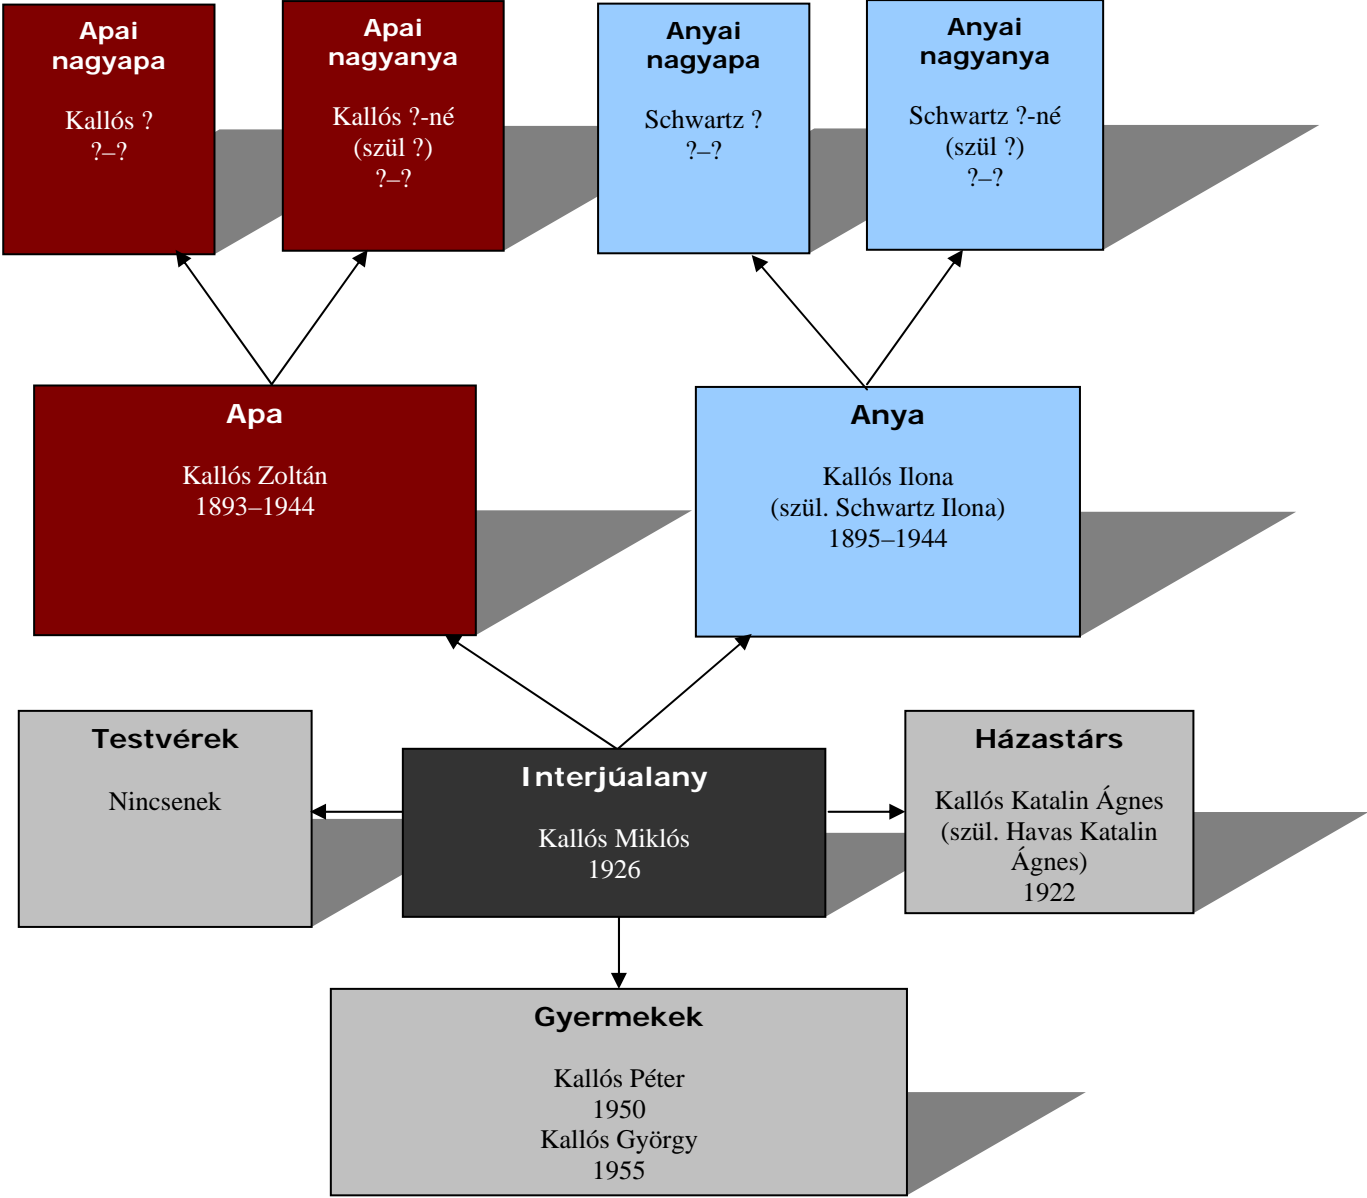 Apai
nagyapa
Kallós ?
?–?
Apai
nagyanya
Kallós ?-né
(szül ?)
?–?
Anyai
nagyapa
Schwartz ?
?–?
Anyai
nagyanya
Schwartz ?-né
(szül ?)
?–?
Apa
Kallós Zoltán
1893–1944
Anya
Kallós Ilona
(szül. Schwartz Ilona)
1895–1944
Testvérek
Nincsenek
Interjúalany
Kallós Miklós
1926
Házastárs
Kallós Katalin Ágnes
(szül. Havas Katalin
Ágnes)
1922
Gyermekek
Kallós Péter
1950
Kallós György
1955